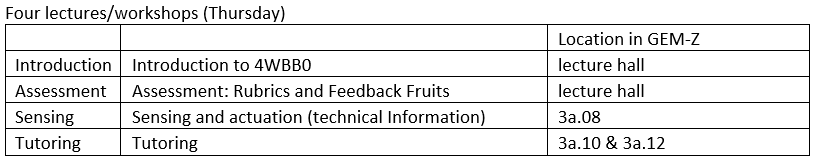 Four lectures/workshops (Thursday)
Location in GEM-Z
Introduction Introduction to 4WBB0 lecture hall
Assessment Assessment: Rubrics and Feedback Fruits lecture hall
Sensing Sensing and actuation (technical Information) 3a.08
Tutoring Tutoring 3a.10 & 3a.12